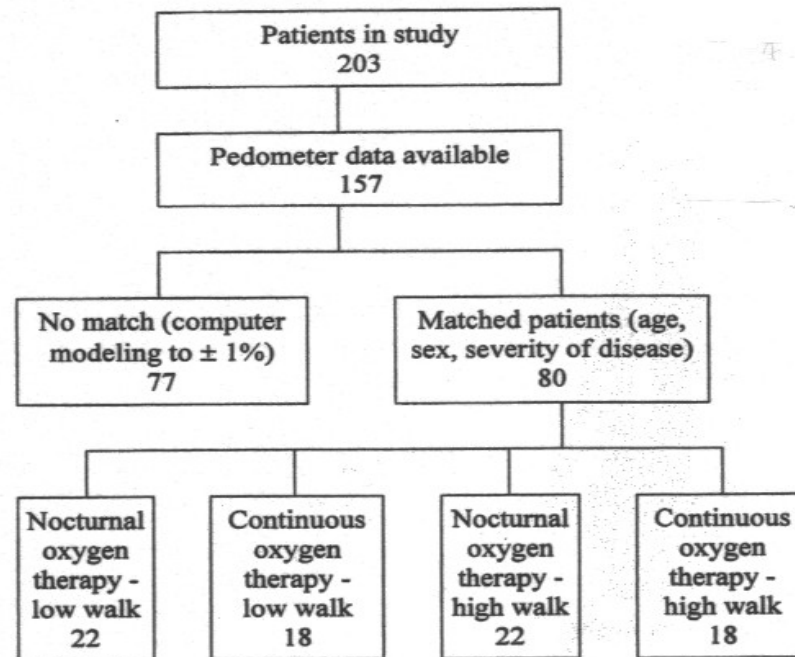 Patients in study
203
Pedometer data available
157
No match (computer
modeling to ± 1%)
77
Matched patients (age,
sex, severity of disease)
80
Nocturnal
oxygen
therapy -
low walk
22
Continuous
oxygen
therapy -
low walk
18
Nocturnal
oxygen
therapy -
high walk
22
Continuous
oxygen
therapy -
high walk
18